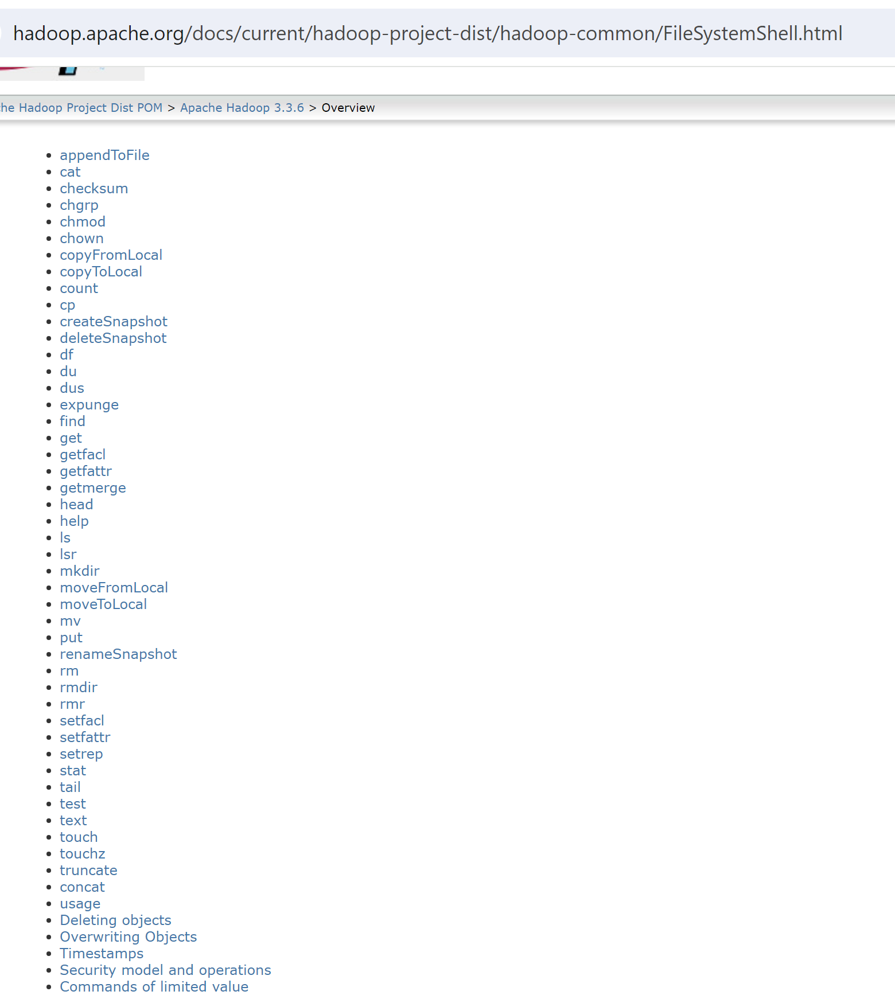 hadoop.apache.org/docs/current/hadoop-project-dist/hadoop-common/FileSystemShell.html
he Hadoop Project Dist POM > Apache Hadoop 3.3.6 > Overview
• appendToFile
• cat
• checksum
• chgrp
• chmod
• chown
• copyFromLocal
• copyToLocal
• count
• cp
• createSnapshot
• deleteSnapshot
• df
• du
• dus
• expunge
• find
• get
• getfacl
• getfattr
• getmerge
• head
• help
• ls
• lsr
• mkdir
• moveFromLocal
• moveToLocal
• mv
• put
• renameSnapshot
• rm
• rmdir
• rmr
• setfacl
• setfattr
• setrep
• stat
• tail
• test
• text
• touch
• touchz
• truncate
• concat
• usage
• Deleting objects
• Overwriting Objects
• Timestamps
• Security model and operations
• Commands of limited value